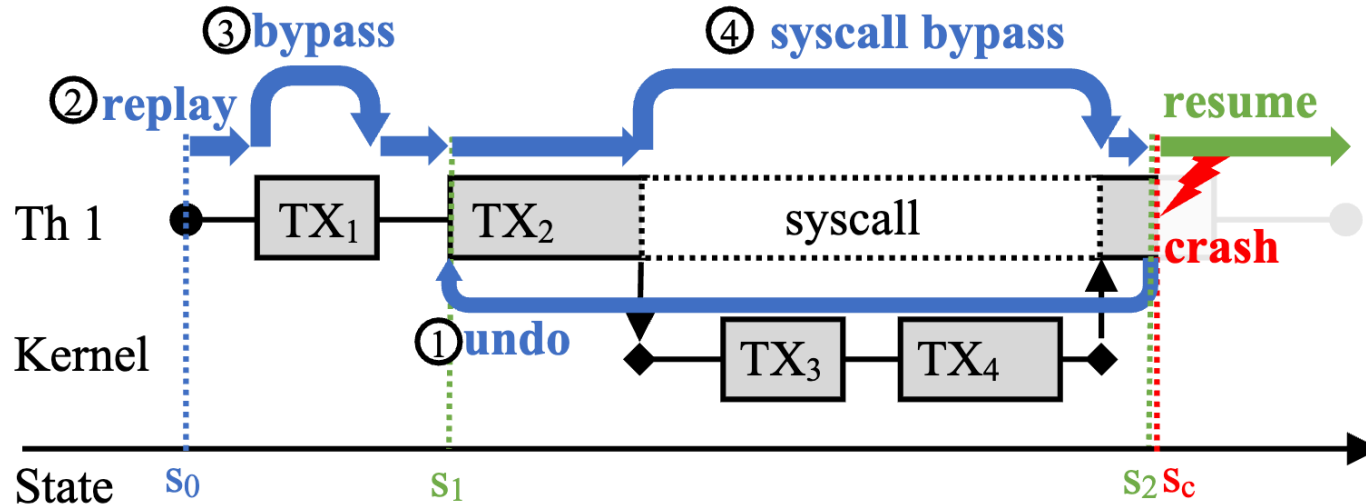 ③bypass
④ syscall bypass
②replay
resume
Th 1
TX₁
TX₂
syscall
crash
①undo
Kernel
TX₃
TX₄
State
s₀
s₁
s₂
s_c